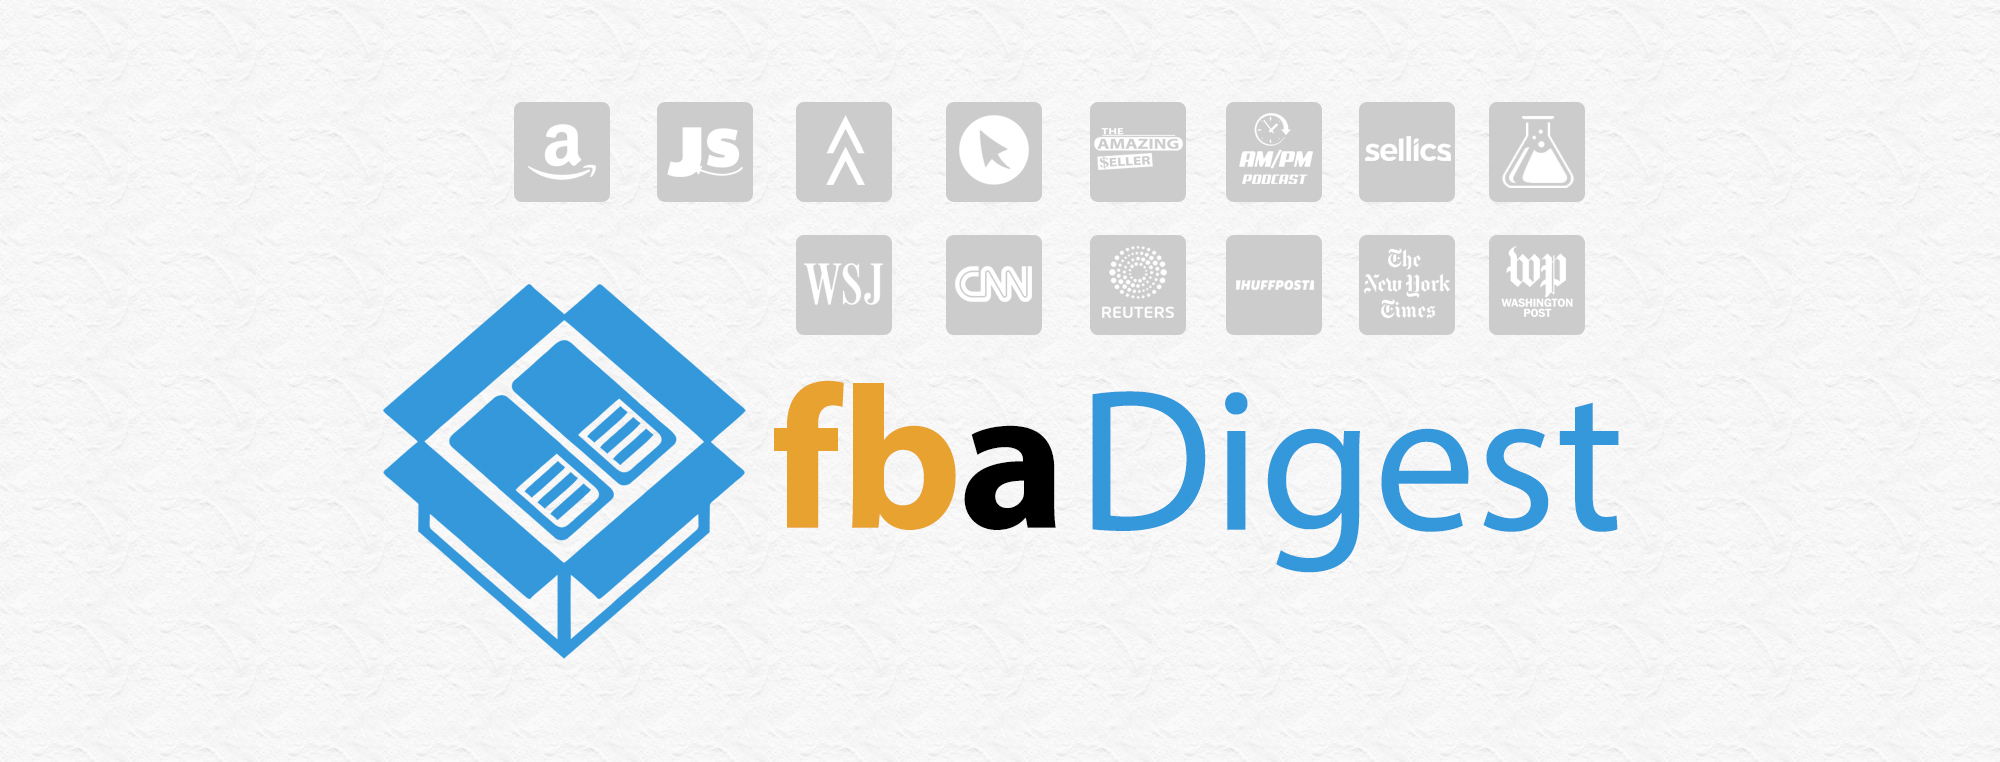 a
JS
THE
AMAZING
$ELLER
AM/PM
PODCAST
sellics
WSJ
CNN
REUTERS
HUFFPOST
The
New York
Times
wp
WASHINGTON
POST
fba Digest